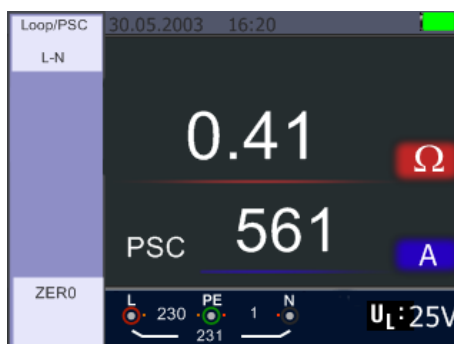 Loop/PSC 30.05.2003 16:20
L-N
0.41 Ω
PSC 561 A
ZER0
L PE N
230 1
231
UL:25V